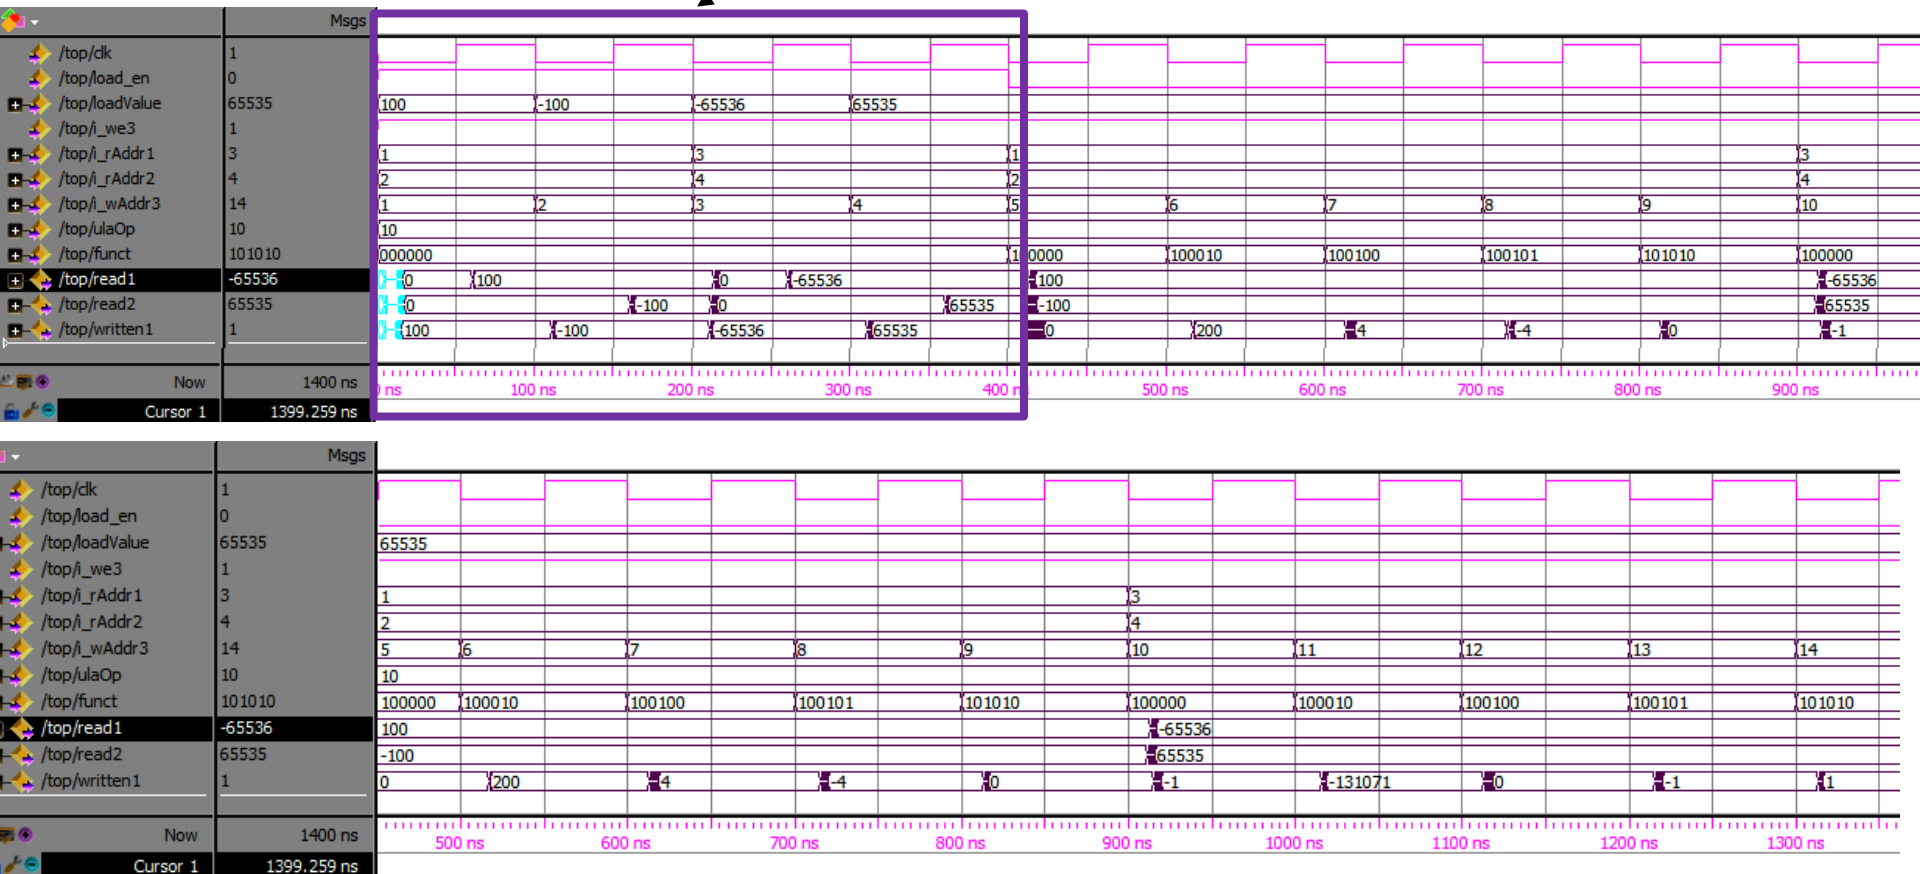 Msgs
/top/clk 1
/top/load_en 0
/top/loadValue 65535 100 -100 -65536 65535
/top/i_we3 1
/top/i_rAddr1 3 1 3 1 3
/top/i_rAddr2 4 2 4 2 4
/top/i_wAddr3 14 1 2 3 4 5 6 7 8 9 10
/top/ulaOp 10 10
/top/funct 101010 000000 100000 100010 100100 100101 101010 100000
/top/read1 -65536 0 100 0 -65536 100 -65536
/top/read2 65535 0 -100 0 65535 -100 65535
/top/written1 1 100 -100 -65536 65535 0 200 4 -4 0 -1
Now 1400 ns 0 ns 100 ns 200 ns 300 ns 400 ns 500 ns 600 ns 700 ns 800 ns 900 ns
Cursor 1 1399.259 ns
Msgs
/top/clk 1
/top/load_en 0
/top/loadValue 65535 65535
/top/i_we3 1
/top/i_rAddr1 3 1 3
/top/i_rAddr2 4 2 4
/top/i_wAddr3 14 5 6 7 8 9 10 11 12 13 14
/top/ulaOp 10 10
/top/funct 101010 100000 100010 100100 100101 101010 100000 100010 100100 100101 101010
/top/read1 -65536 100 -65536
/top/read2 65535 -100 65535
/top/written1 1 0 200 4 -4 0 -1 -131071 0 -1 1
Now 1400 ns 500 ns 600 ns 700 ns 800 ns 900 ns 1000 ns 1100 ns 1200 ns 1300 ns
Cursor 1 1399.259 ns